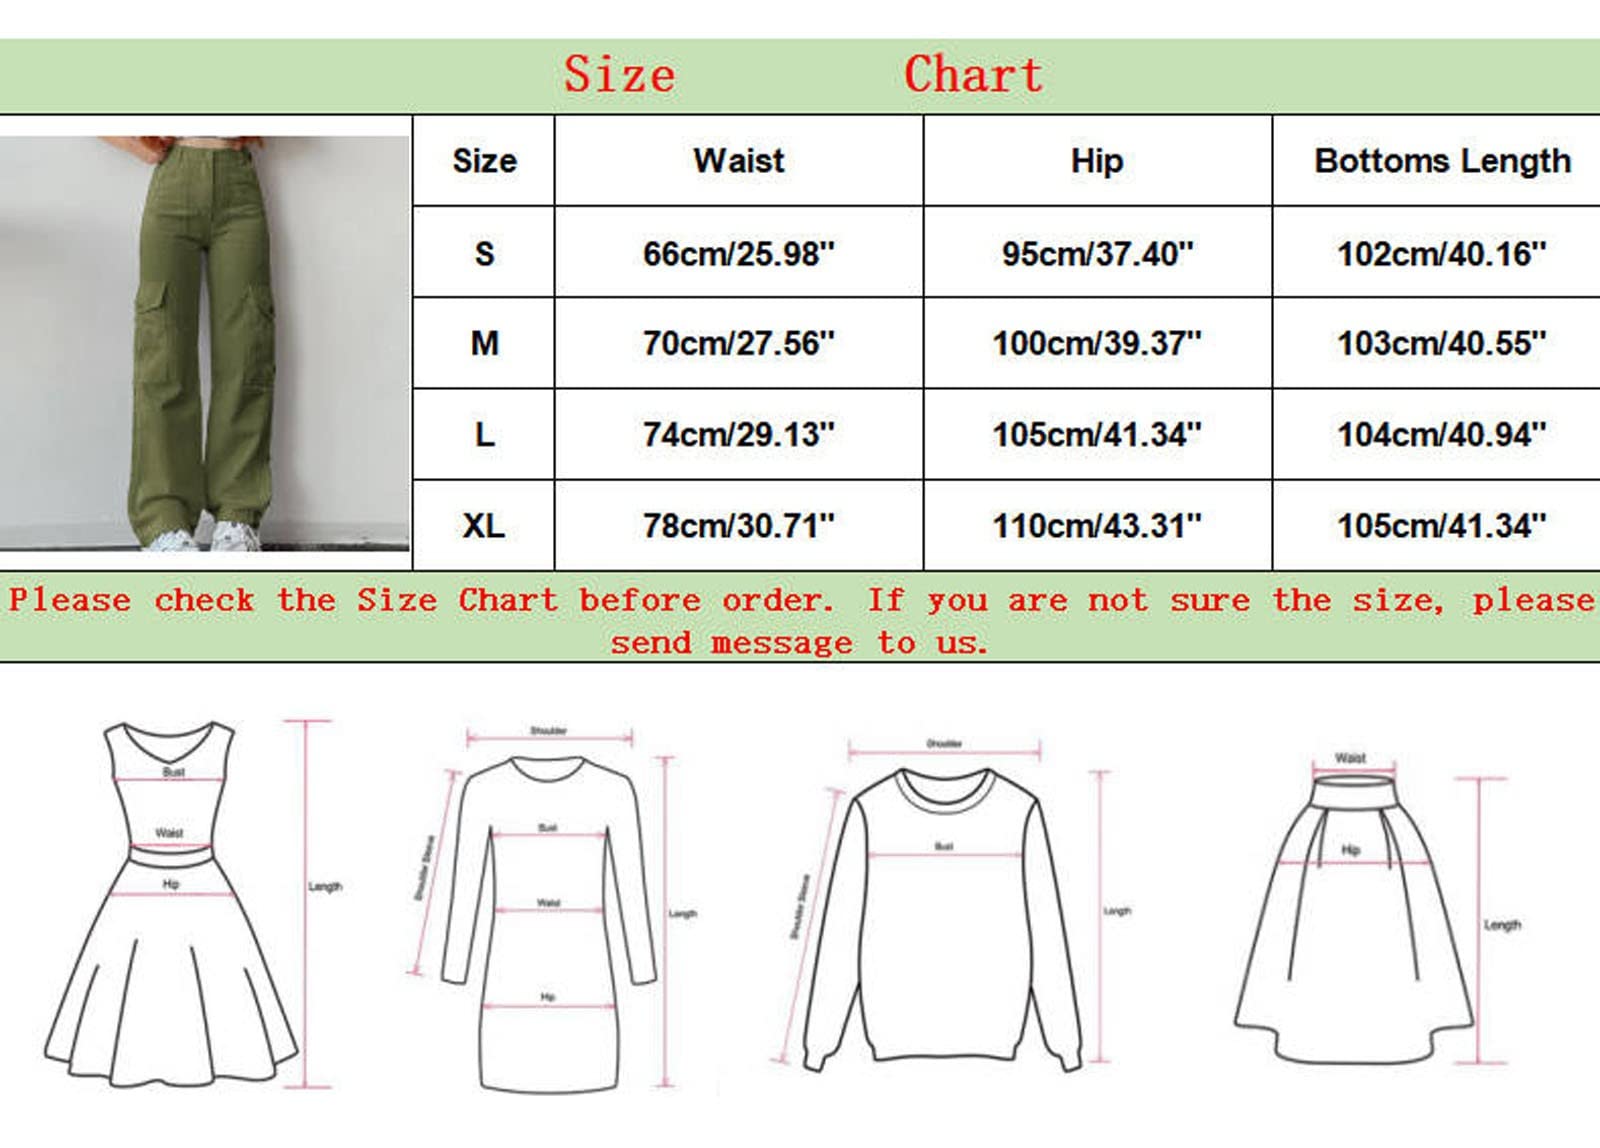 Size Chart
Size Waist Hip Bottoms Length
S 66cm/25.98" 95cm/37.40" 102cm/40.16"
M 70cm/27.56" 100cm/39.37" 103cm/40.55"
L 74cm/29.13" 105cm/41.34" 104cm/40.94"
XL 78cm/30.71" 110cm/43.31" 105cm/41.34"
Please check the Size Chart before order. If you are not sure the size, please
send message to us.
Bust
Waist
Hip
Length
Shoulder
Shoulder Sleeve
Bust
Waist
Hip
Length
Shoulder
Shoulder Sleeve
Bust
Length
Waist
Hip
Length